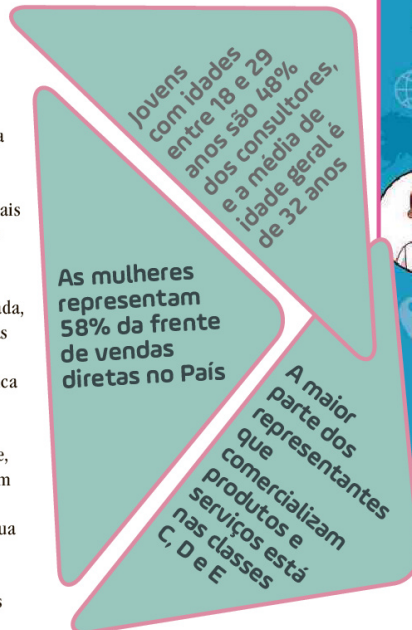 Jovens
com idades
entre 18 e 29
anos são 48%
dos consultores,
e a média de
idade geral é
de 32 anos
As mulheres
representam
58% da frente
de vendas
diretas no País
A maior
parte dos
representantes
que
comercializam
produtos e
serviços está
nas classes
C, D e E